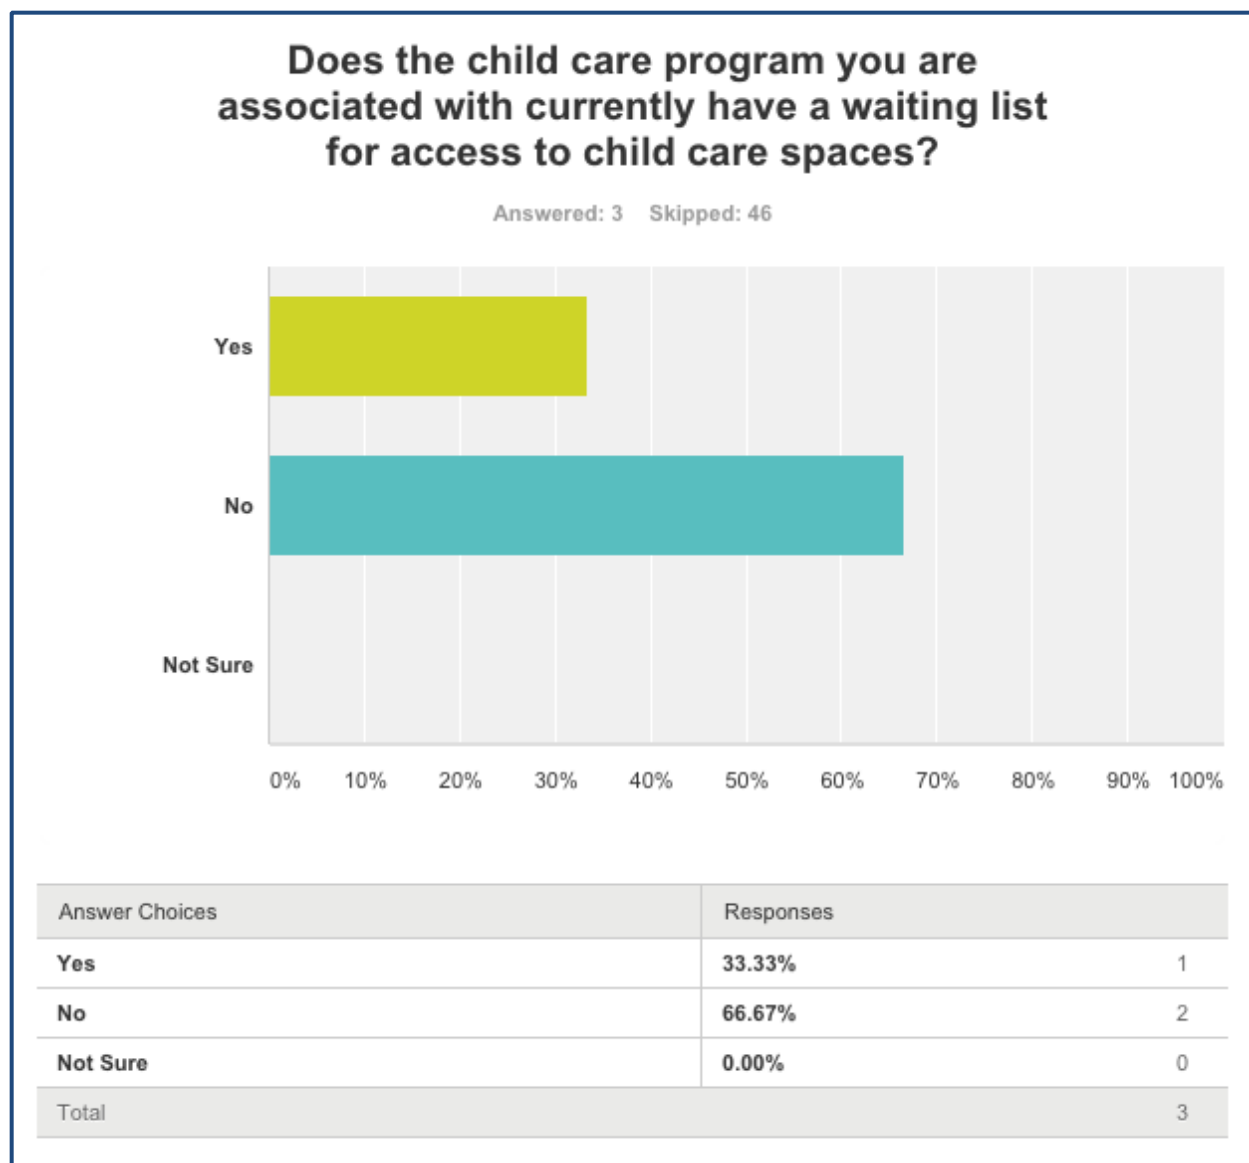 Does the child care program you are
associated with currently have a waiting list
for access to child care spaces?
Answered: 3 Skipped: 46
Yes
No
Not Sure
0% 10% 20% 30% 40% 50% 60% 70% 80% 90% 100%
Answer Choices Responses
Yes 33.33% 1
No 66.67% 2
Not Sure 0.00% 0
Total 3